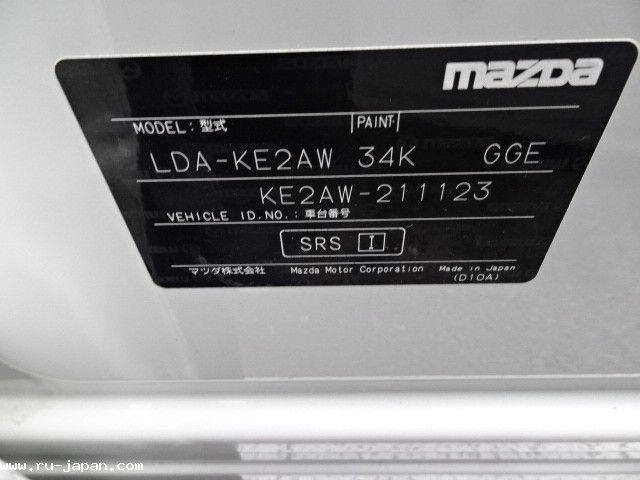 mazda
MODEL:型式 PAINT
LDA-KE2AW 34K GGE
KE2AW-211123
VEHICLE ID.NO.:車台番号
SRS I
マツダ株式会社 Mazda Motor Corporation Made in Japan
(D10A)
www.ru-japan.com